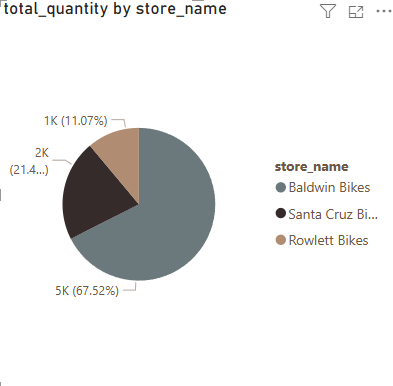 total_quantity by store_name
1K (11.07%)
2K
(21.4...)
5K (67.52%)
store_name
Baldwin Bikes
Santa Cruz Bi...
Rowlett Bikes